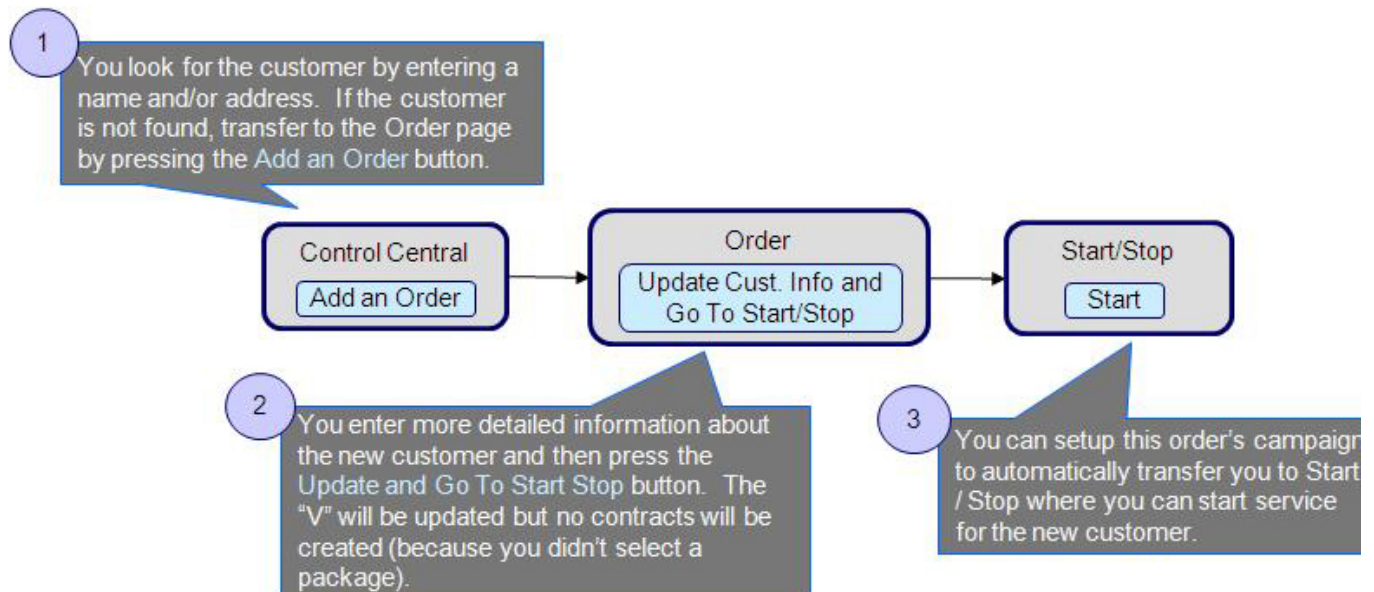 1
You look for the customer by entering a
name and/or address. If the customer
is not found, transfer to the Order page
by pressing the Add an Order button.
Control Central
Add an Order
Order
Update Cust. Info and
Go To Start/Stop
Start/Stop
Start
2
You enter more detailed information about
the new customer and then press the
Update and Go To Start Stop button. The
“V” will be updated but no contracts will be
created (because you didn’t select a
package).
3
You can setup this order’s campaign
to automatically transfer you to Start
/ Stop where you can start service
for the new customer.